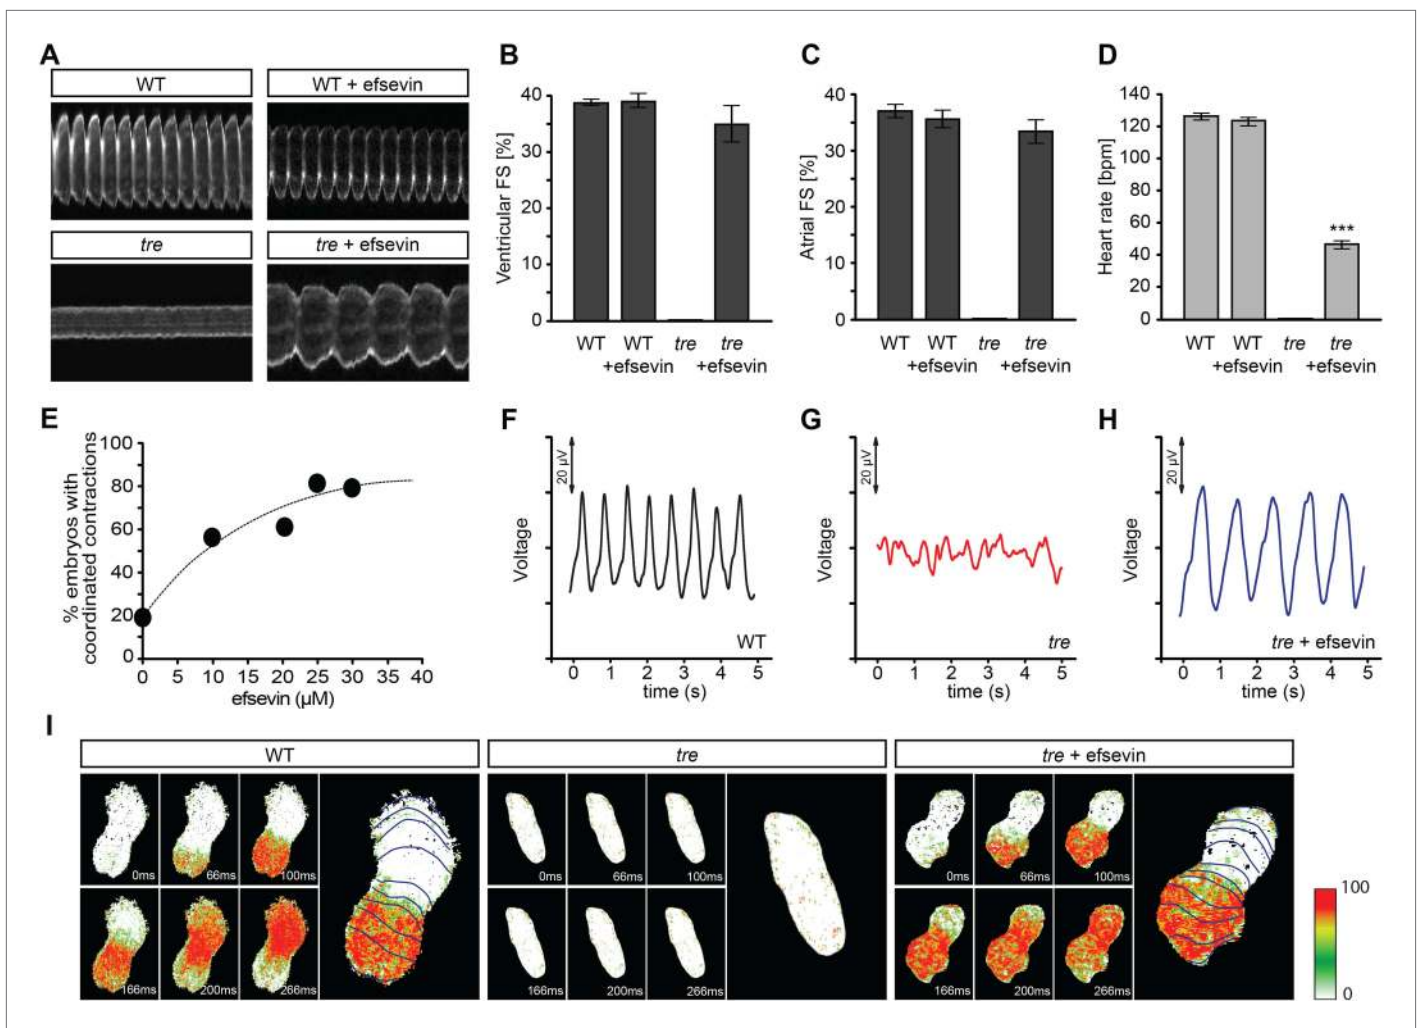 A
WT
WT + efsevin
tre
tre + efsevin
B
Ventricular FS [%]
40
30
20
10
0
WT
WT
+efsevin
tre
tre
+efsevin
C
Atrial FS [%]
40
30
20
10
0
WT
WT
+efsevin
tre
tre
+efsevin
D
Heart rate [bpm]
140
120
100
80
60
40
20
0
***
WT
WT
+efsevin
tre
tre
+efsevin
E
% embryos with
coordinated contractions
100
80
60
40
20
0
0 5 10 15 20 25 30 35 40
efsevin (µM)
F
20 µV
Voltage
WT
0 1 2 3 4 5
time (s)
G
20 µV
Voltage
tre
0 1 2 3 4 5
time (s)
H
20 µV
Voltage
tre + efsevin
0 1 2 3 4 5
time (s)
I
WT
0ms 66ms 100ms
166ms 200ms 266ms
tre
0ms 66ms 100ms
166ms 200ms 266ms
tre + efsevin
0ms 66ms 100ms
166ms 200ms 266ms
100
0